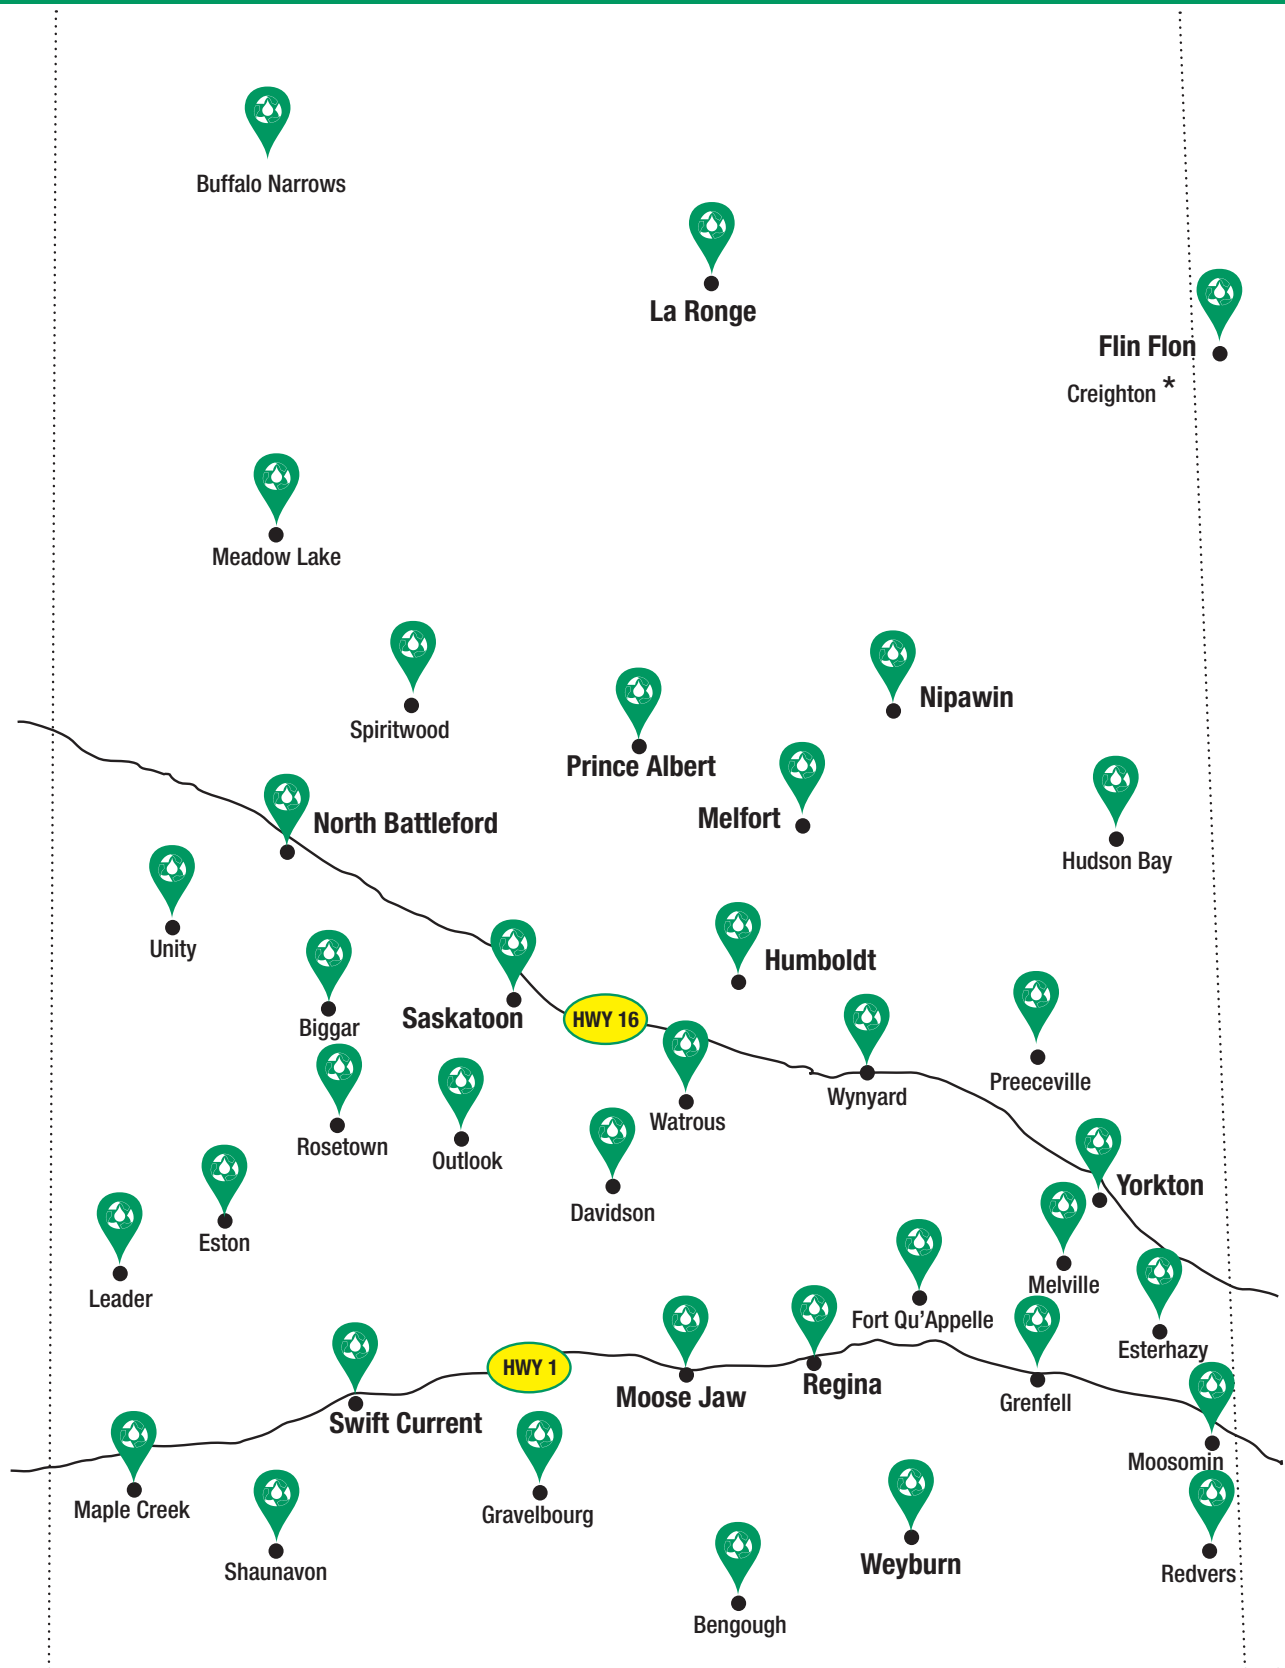 Buffalo Narrows
La Ronge
Flin Flon
Creighton *
Meadow Lake
Nipawin
Spiritwood
Prince Albert
Melfort
North Battleford
Hudson Bay
Unity
Humboldt
Saskatoon
HWY 16
Biggar
Preeceville
Wynyard
Watrous
Rosetown
Outlook
Yorkton
Davidson
Eston
Melville
Leader
Fort Qu'Appelle
Esterhazy
HWY 1
Regina
Moose Jaw
Grenfell
Swift Current
Moosomin
Maple Creek
Gravelbourg
Weyburn
Shaunavon
Redvers
Bengough